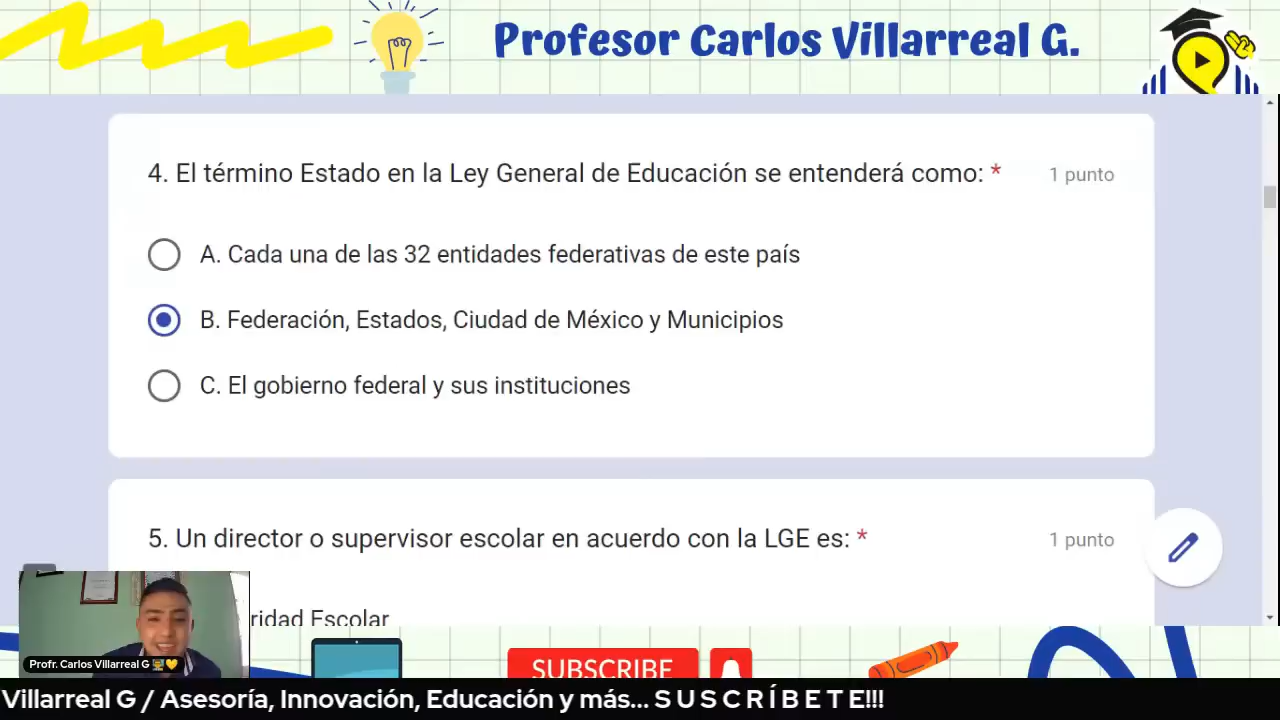 Profesor Carlos Villarreal G.
4. El término Estado en la Ley General de Educación se entenderá como: *
1 punto
A. Cada una de las 32 entidades federativas de este país
B. Federación, Estados, Ciudad de México y Municipios
C. El gobierno federal y sus instituciones
5. Un director o supervisor escolar en acuerdo con la LGE es: *
1 punto
ridad Escolar
Profr. Carlos Villarreal G 👨‍🏫💛
SUBSCRIBE
Villarreal G / Asesoría, Innovación, Educación y más... S U S C R Í B E T E!!!